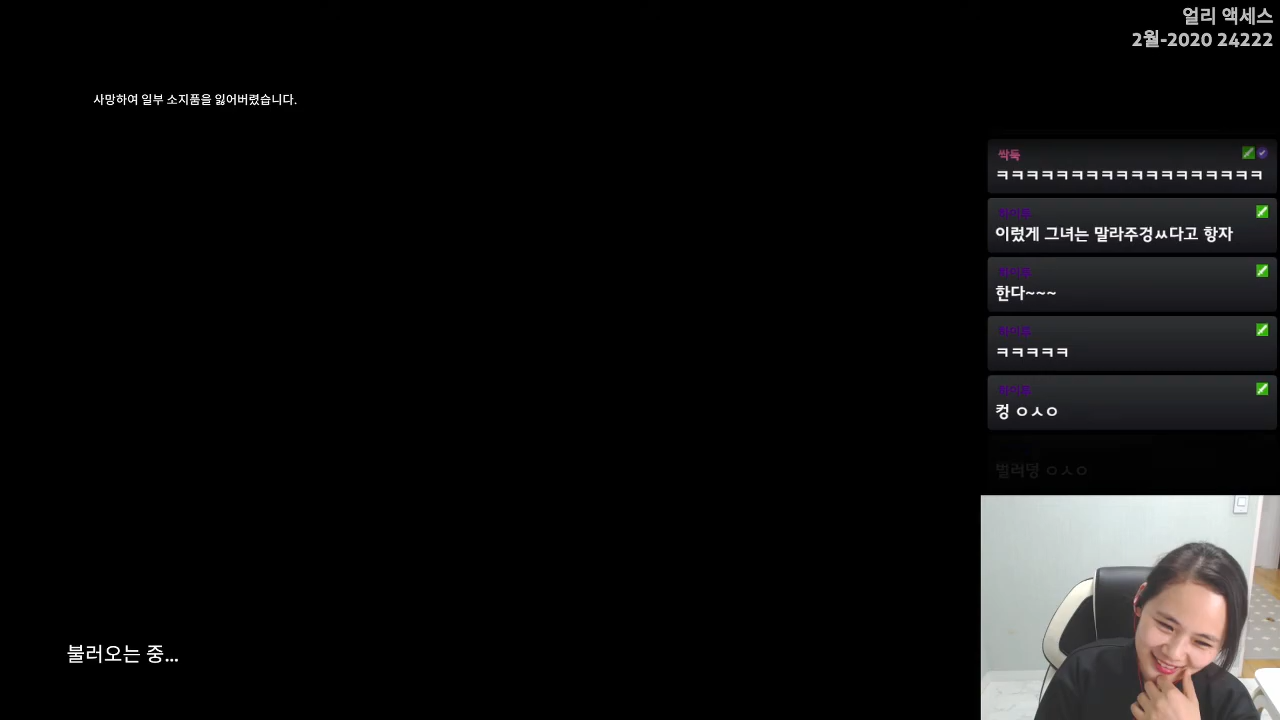 얼리 액세스
2월-2020 24222
사망하여 일부 소지품을 잃어버렸습니다.
싹둑
ㅋㅋㅋㅋㅋㅋㅋㅋㅋㅋㅋㅋㅋㅋㅋㅋㅋㅋ
이렀게 그녀는 말라주겅ㅆ다고 항자
한다~~~
ㅋㅋㅋㅋㅋ
컹 ㅇㅅㅇ
벌러덩 ㅇㅅㅇ
불러오는 중...